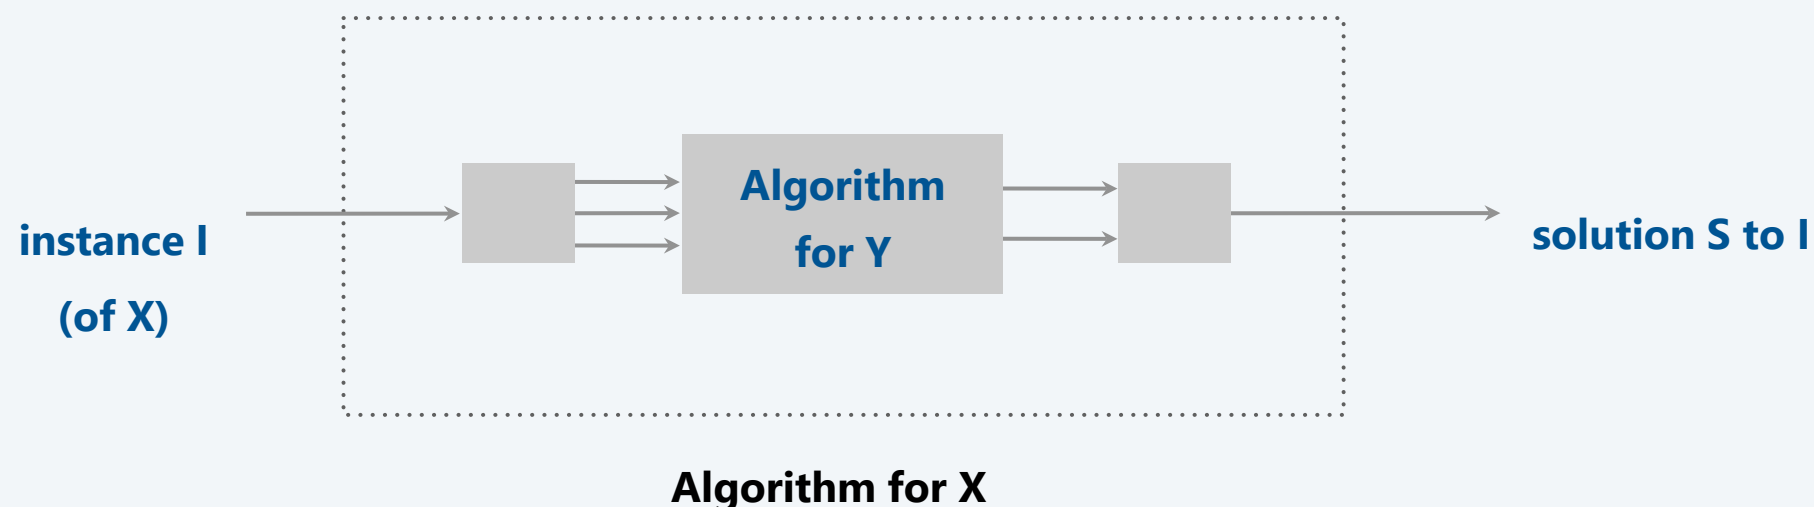 instance I
(of X)
Algorithm
for Y
solution S to I
Algorithm for X